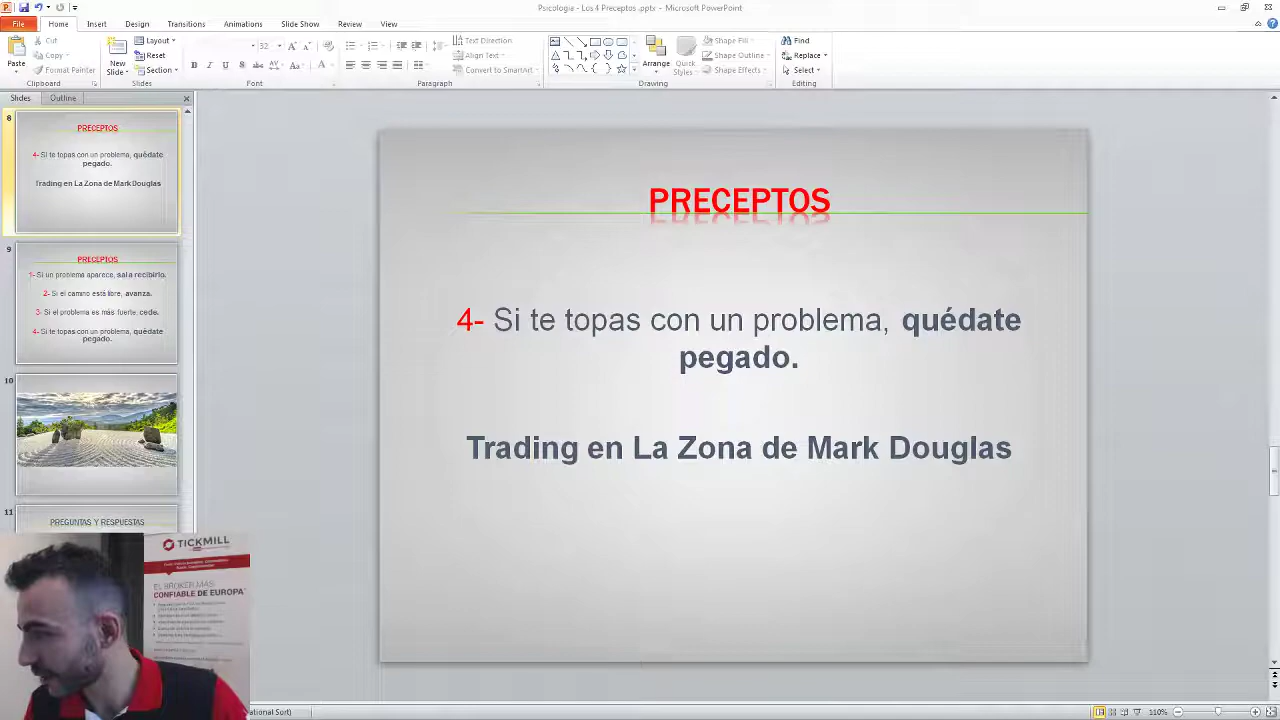 Psicologia - Los 4 Preceptos .pptx - Microsoft PowerPoint
File Home Insert Design Transitions Animations Slide Show Review View
Cut
Copy
Format Painter
Paste
Clipboard
New
Slide
Layout
Reset
Section
Slides
32
Font
Text Direction
Align Text
Convert to SmartArt
Paragraph
Arrange
Quick
Styles
Shape Fill
Shape Outline
Shape Effects
Drawing
Find
Replace
Select
Editing
Slides Outline
8
PRECEPTOS
4- Si te topas con un problema, quédate
pegado.
Trading en La Zona de Mark Douglas
9
PRECEPTOS
1- Si un problema aparece, sal a recibirlo.
2- Si el camino está libre, avanza.
3- Si el problema es más fuerte, cede.
4- Si te topas con un problema, quédate
pegado.
10
11
PREGUNTAS Y RESPUESTAS
PRECEPTOS
4- Si te topas con un problema, quédate
pegado.
Trading en La Zona de Mark Douglas
TICKMILL
EL BROKER MÁS
CONFIABLE DE EUROPA
ational Sort)
110%